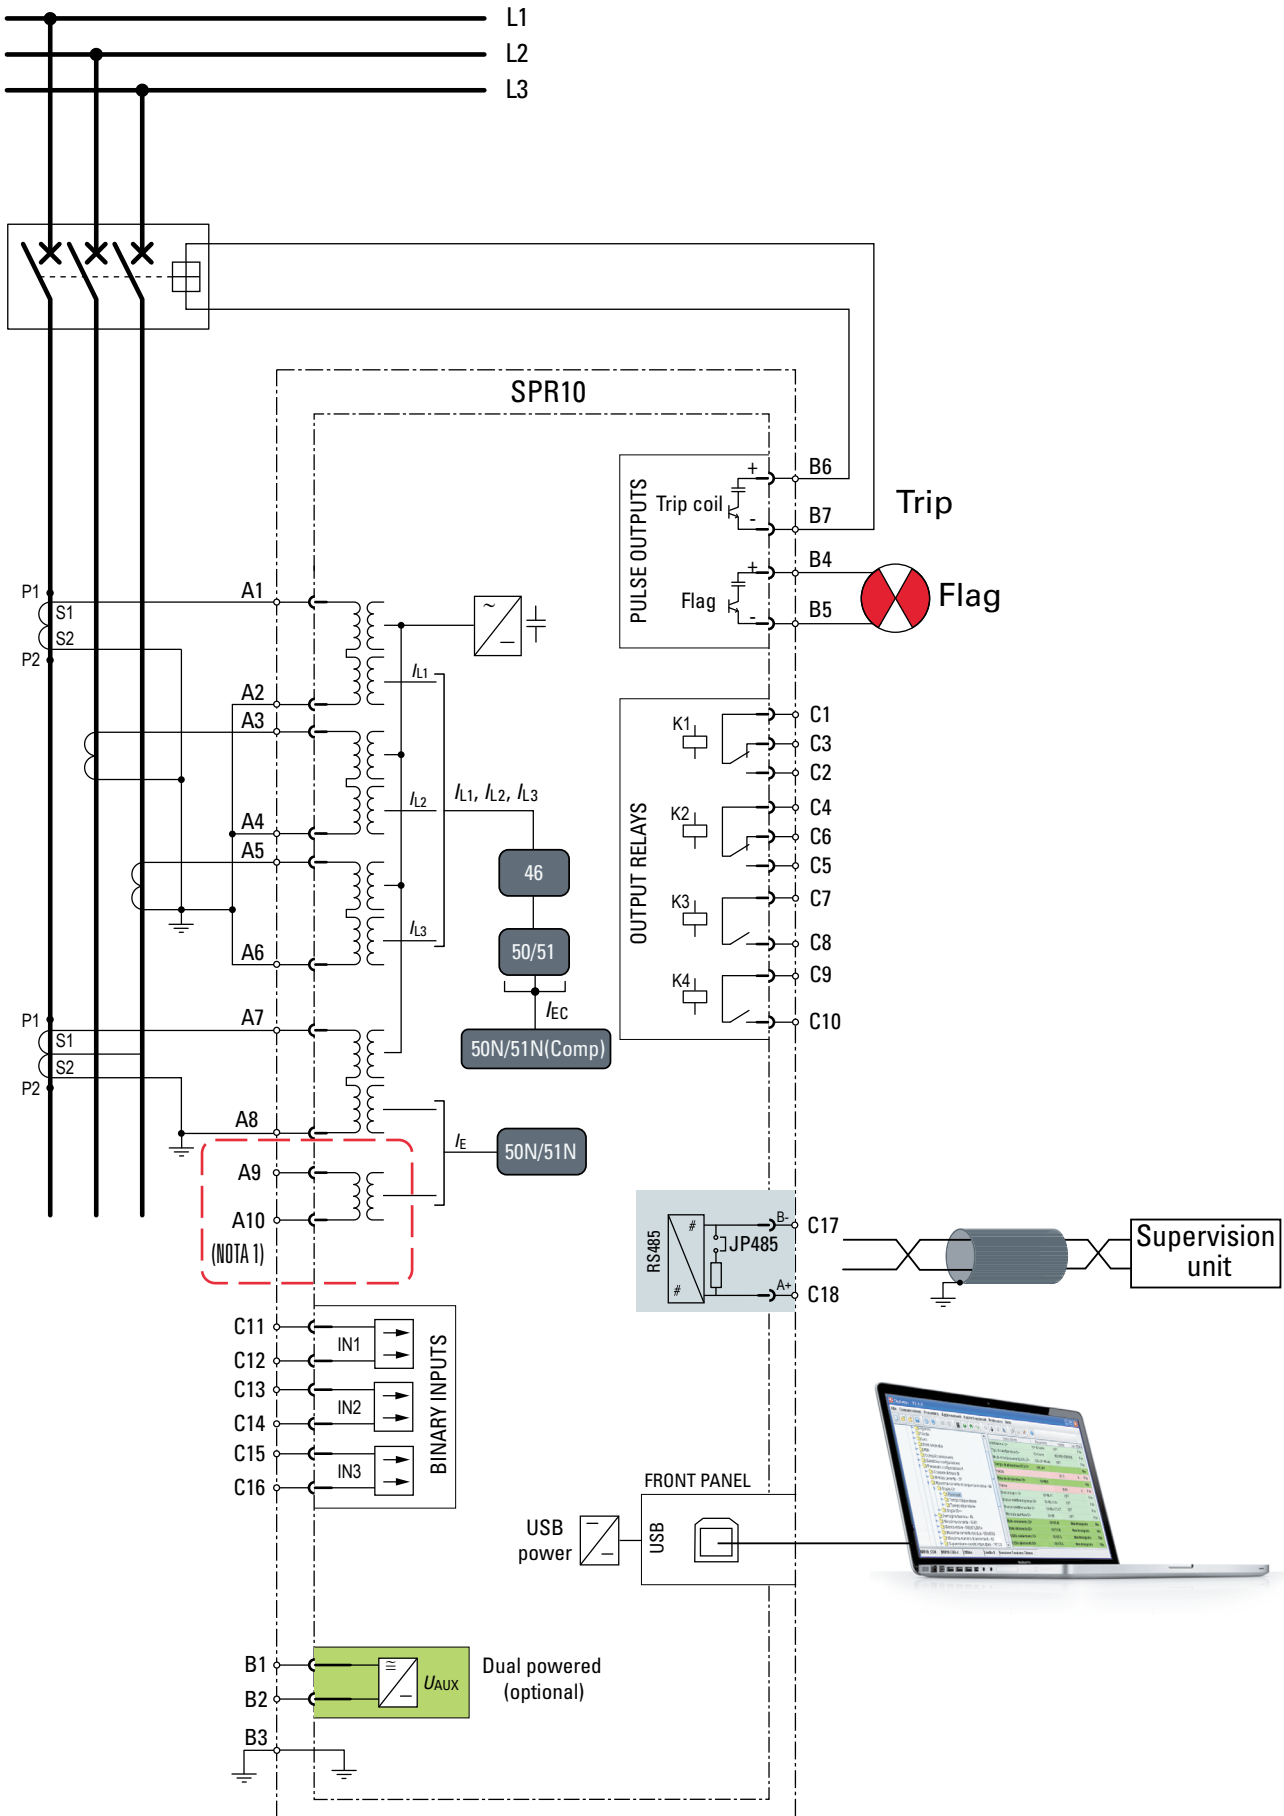 L1
L2
L3
SPR10
PULSE OUTPUTS
Trip coil
+
-
B6
B7
Trip
Flag
+
-
B4
B5
Flag
P1
S1
S2
P2
A1
A2
A3
A4
A5
A6
~
IL1
IL2
IL3
IL1, IL2, IL3
46
50/51
IEC
50N/51N(Comp)
OUTPUT RELAYS
K1
C1
C3
C2
K2
C4
C6
C5
K3
C7
C8
K4
C9
C10
P1
S1
S2
P2
A7
A8
IE
50N/51N
A9
A10
(NOTA 1)
RS485
#
#
JP485
B-
A+
C17
C18
Supervision
unit
C11
C12
IN1
C13
C14
IN2
C15
C16
IN3
BINARY INPUTS
FRONT PANEL
USB
USB
power
B1
B2
UAUX
Dual powered
(optional)
B3